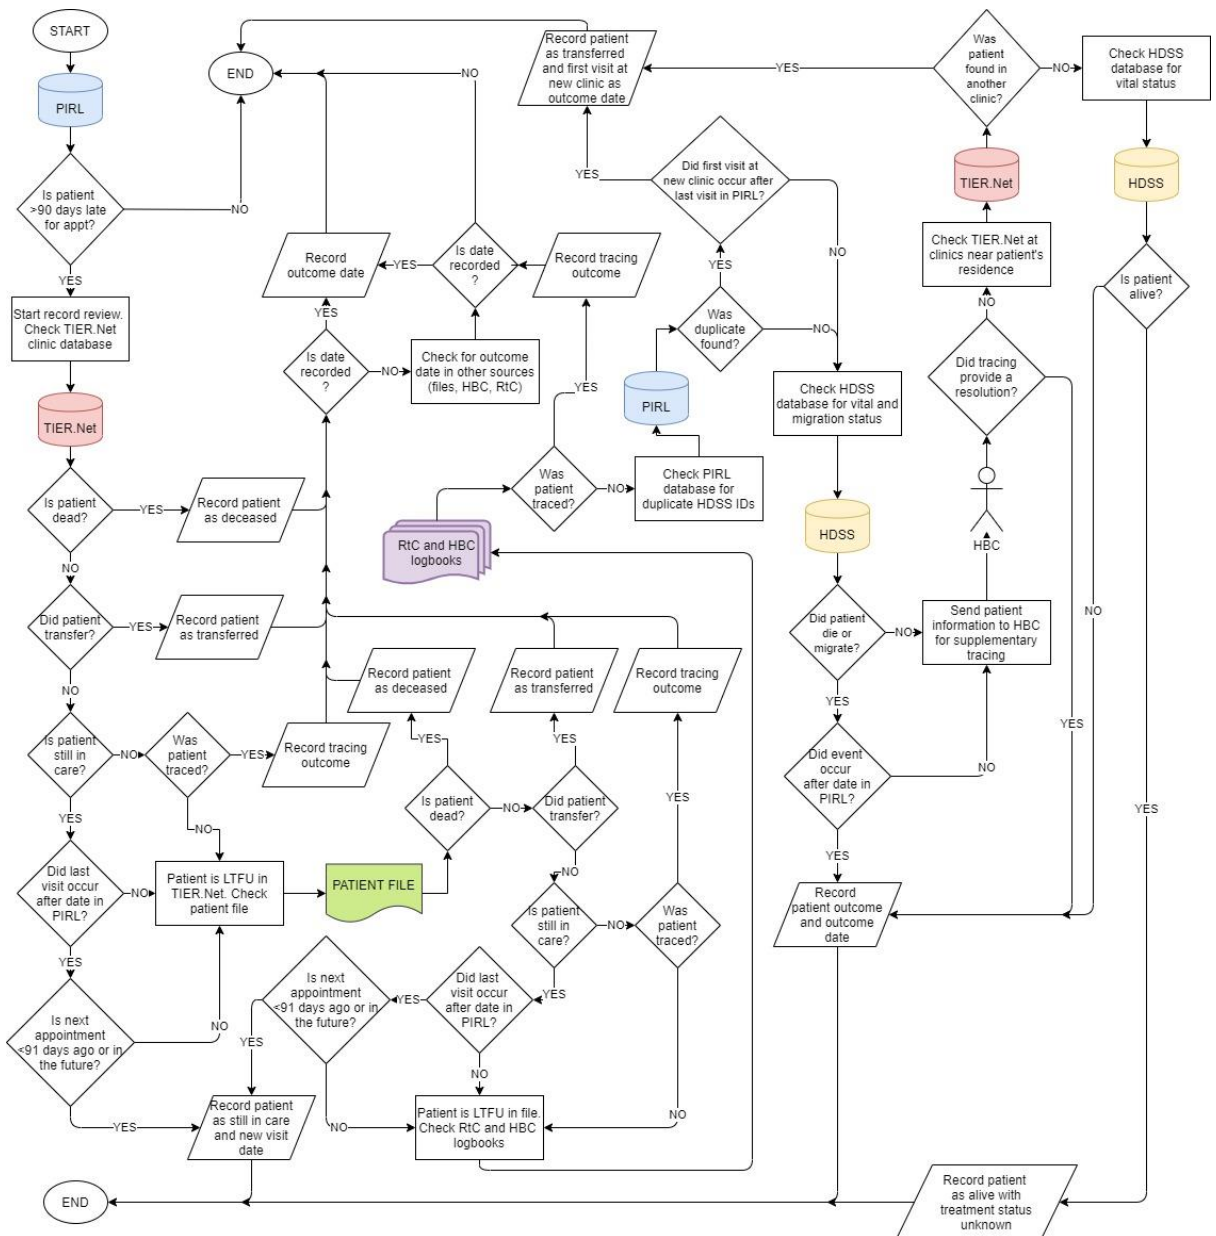 START
PIRL
Is patient
>90 days late
for appt?
NO
YES
Start record review.
Check TIER.Net
clinic database
TIER.Net
Is patient
dead?
YES
Record patient
as deceased
NO
Did patient
transfer?
YES
Record patient
as transferred
NO
Is patient
still in
care?
NO
Was
patient
traced?
YES
Record tracing
outcome
YES
NO
Did last
visit occur
after date in
PIRL?
NO
Patient is LTFU in
TIER.Net. Check
patient file
YES
Is next
appointment
<91 days ago or in
the future?
NO
YES
Record patient
as still in care
and new visit
date
END
END
NO
Record
outcome date
YES
Is date
recorded
?
Record tracing
outcome
YES
Is date
recorded
?
NO
Check for outcome
date in other sources
(files, HBC, RtC)
YES
Was
patient
traced?
NO
Check PIRL
database for
duplicate HDSS IDs
RtC and HBC
logbooks
PIRL
Was
duplicate
found?
NO
YES
Did first visit at
new clinic occur after
last visit in PIRL?
YES
NO
Record patient
as transferred
and first visit at
new clinic as
outcome date
YES
Was
patient
found in
another
clinic?
NO
Check HDSS
database for
vital status
TIER.Net
HDSS
Check TIER.Net at
clinics near patient's
residence
Is patient
alive?
NO
Did tracing
provide a
resolution?
Check HDSS
database for vital and
migration status
HDSS
HBC
Did patient
die or
migrate?
NO
Send patient
information to HBC
for supplementary
tracing
NO
YES
YES
Did event
occur
after date in
PIRL?
NO
YES
YES
Record
patient outcome
and outcome
date
Record patient
as deceased
Record patient
as transferred
Record tracing
outcome
YES
YES
YES
Is patient
dead?
NO
Did patient
transfer?
PATIENT FILE
NO
Is patient
still in
care?
NO
Was
patient
traced?
YES
Did last
visit occur
after date in
PIRL?
YES
Is next
appointment
<91 days ago or in
the future?
YES
NO
NO
NO
Patient is LTFU in file.
Check RtC and HBC
logbooks
Record patient
as alive with
treatment status
unknown